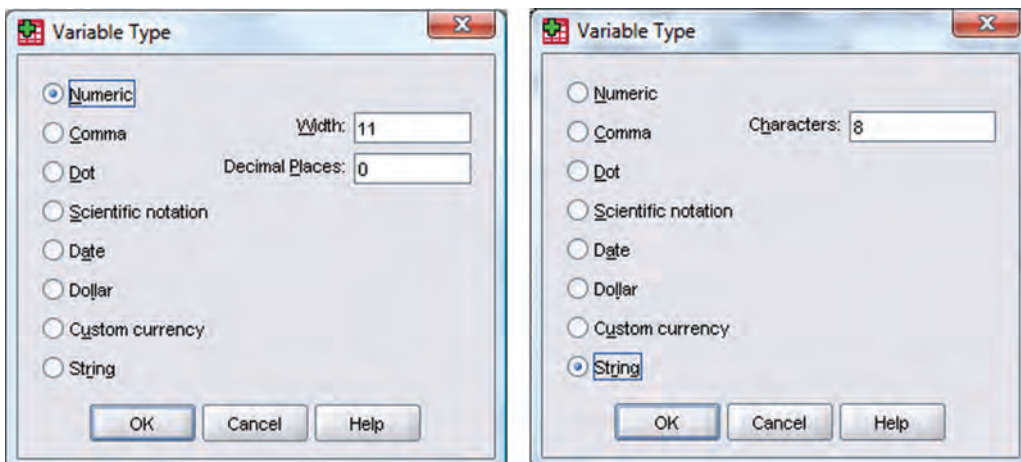 Variable Type
Numeric
Width: 11
Comma
Decimal Places: 0
Dot
Scientific notation
Date
Dollar
Custom currency
String
OK Cancel Help
Variable Type
Numeric
Characters: 8
Comma
Dot
Scientific notation
Date
Dollar
Custom currency
String
OK Cancel Help